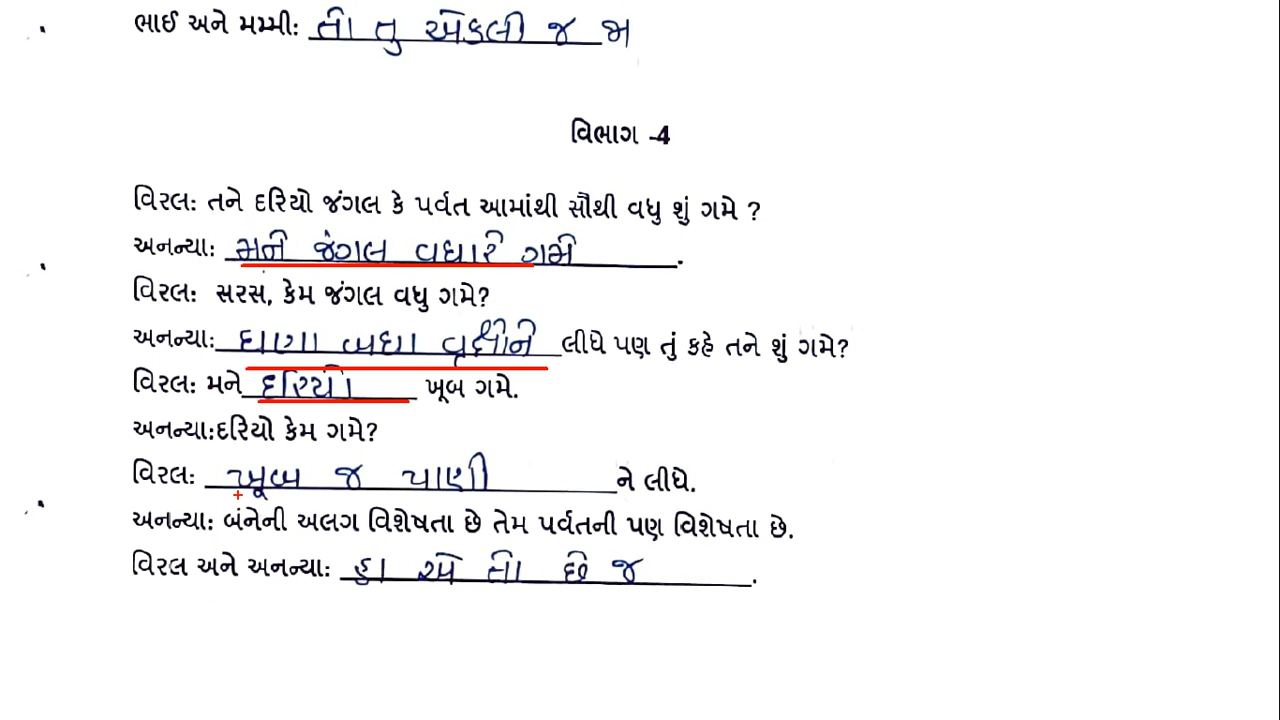 ભાઈ અને મમ્મી: તો તુ એકલી જ જા
વિભાગ -4
વિરલ: તને દરિયો જંગલ કે પર્વત આમાંથી સૌથી વધુ શું ગમે ?
અનન્યા: મને જંગલ વધારે ગમે .
વિરલ: સરસ, કેમ જંગલ વધુ ગમે?
અનન્યા: ઘણા બધા વૃક્ષોને લીધે પણ તું કહે તને શું ગમે?
વિરલ: મને દરિયો ખૂબ ગમે.
અનન્યા:દરિયો કેમ ગમે?
વિરલ: ખૂબ જ પાણી ને લીધે.
અનન્યા: બંનેની અલગ વિશેષતા છે તેમ પર્વતની પણ વિશેષતા છે.
વિરલ અને અનન્યા: હા એ તો છે જ .